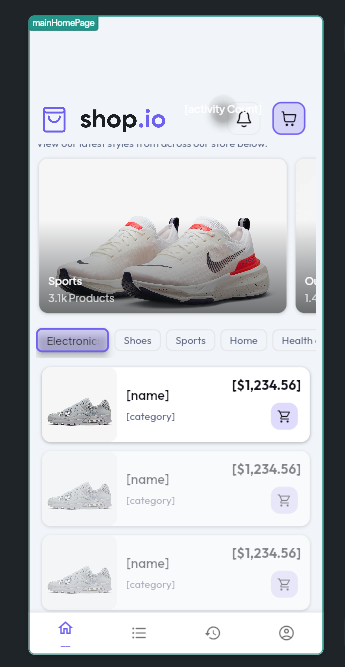 mainHomePage
[activity Count]
shop.io
View our latest styles from across our store below.
Sports
3.1k Products
Ou
1.4
Electronic
Shoes
Sports
Home
Health
[name]
[$1,234.56]
[category]
[name]
[$1,234.56]
[category]
[name]
[$1,234.56]
[category]